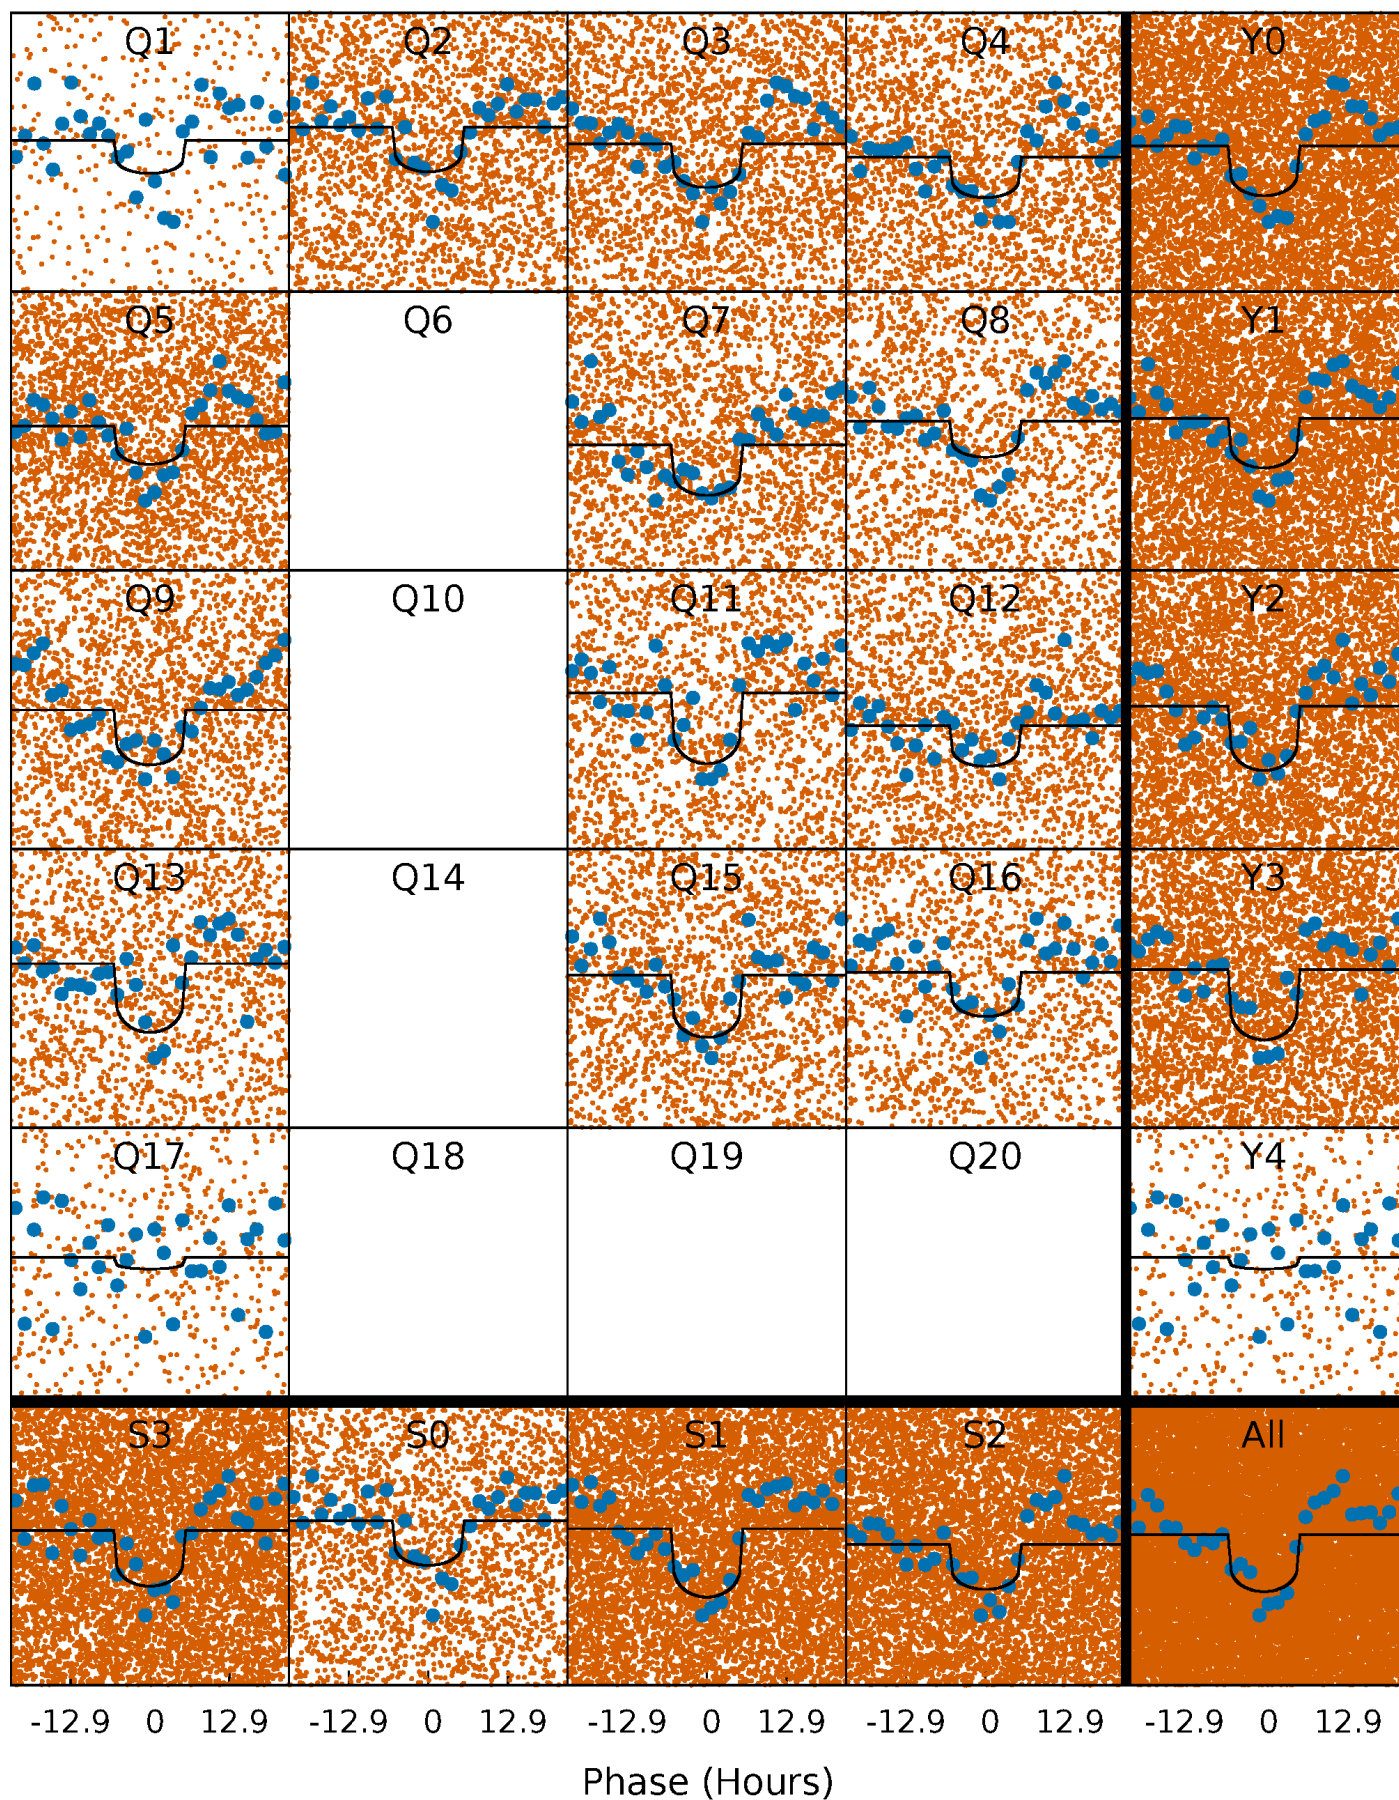 Q1 Q2 Q3 Q4 Y0
Q5 Q6 Q7 Q8 Y1
Q9 Q10 Q11 Q12 Y2
Q13 Q14 Q15 Q16 Y3
Q17 Q18 Q19 Q20 Y4
S3 S0 S1 S2 All
-12.9 0 12.9 -12.9 0 12.9 -12.9 0 12.9 -12.9 0 12.9 -12.9 0 12.9
Phase (Hours)